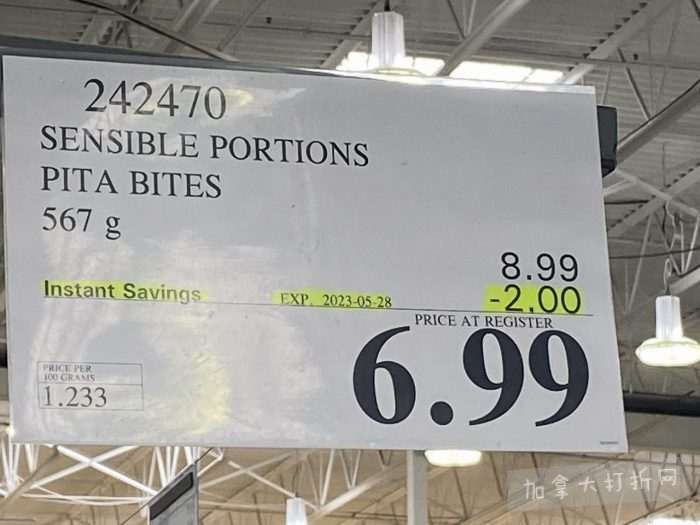 242470
SENSIBLE PORTIONS
PITA BITES
567 g
8.99
Instant Savings EXP. 2023-05-28 -2.00
PRICE AT REGISTER
6.99
PRICE PER
100 GRAMS
1.233
加拿大打折网